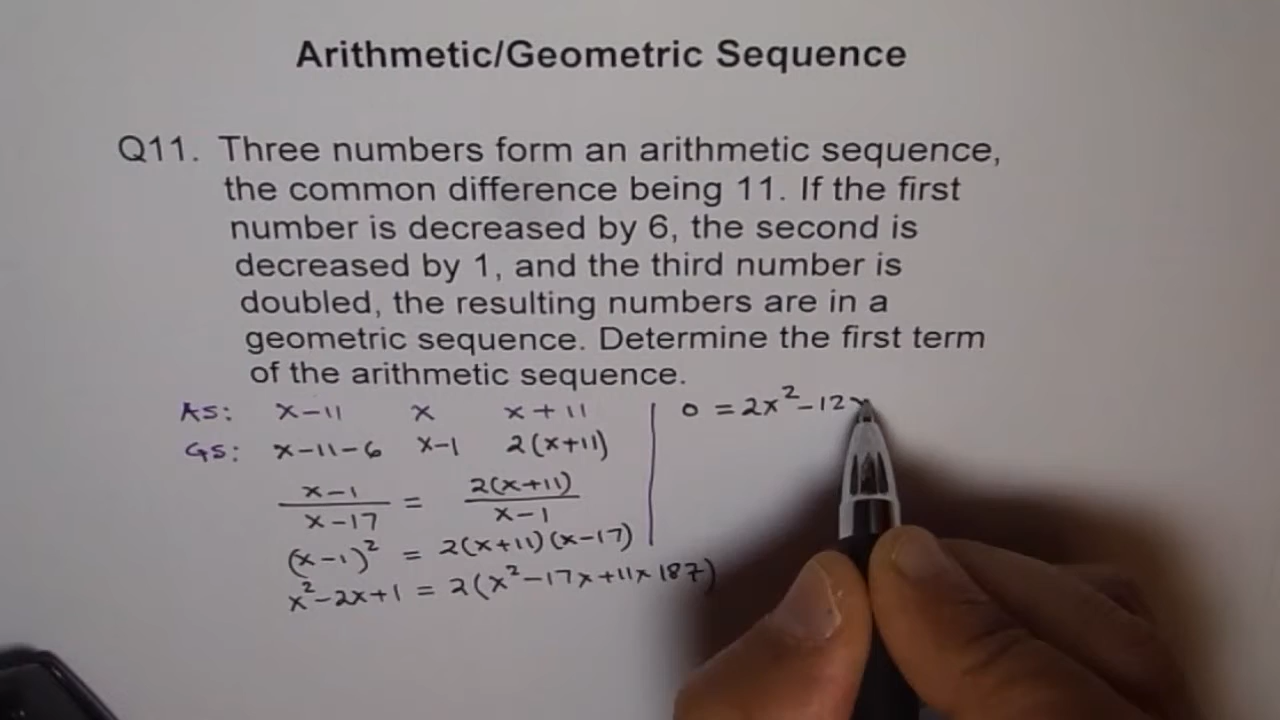 Arithmetic/Geometric Sequence
Q11. Three numbers form an arithmetic sequence,
the common difference being 11. If the first
number is decreased by 6, the second is
decreased by 1, and the third number is
doubled, the resulting numbers are in a
geometric sequence. Determine the first term
of the arithmetic sequence.
AS: x-11 x x+11
GS: x-11-6 x-1 2(x+11)
x-1 / x-17 = 2(x+11) / x-1
(x-1)² = 2(x+11)(x-17)
x²-2x+1 = 2(x²-17x+11x 187)
0 = 2x²-12x